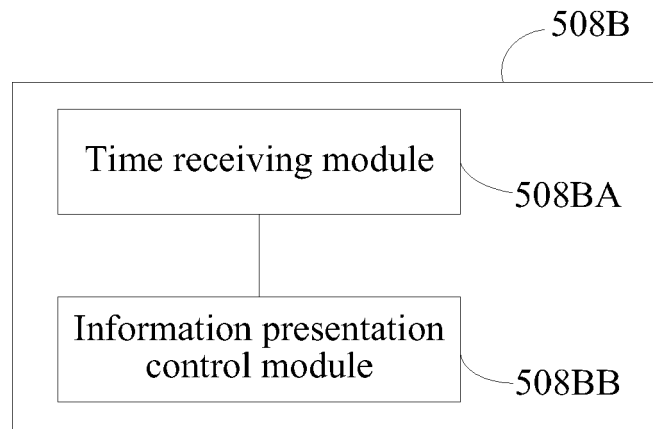 508B
Time receiving module
508BA
Information presentation
control module
508BB